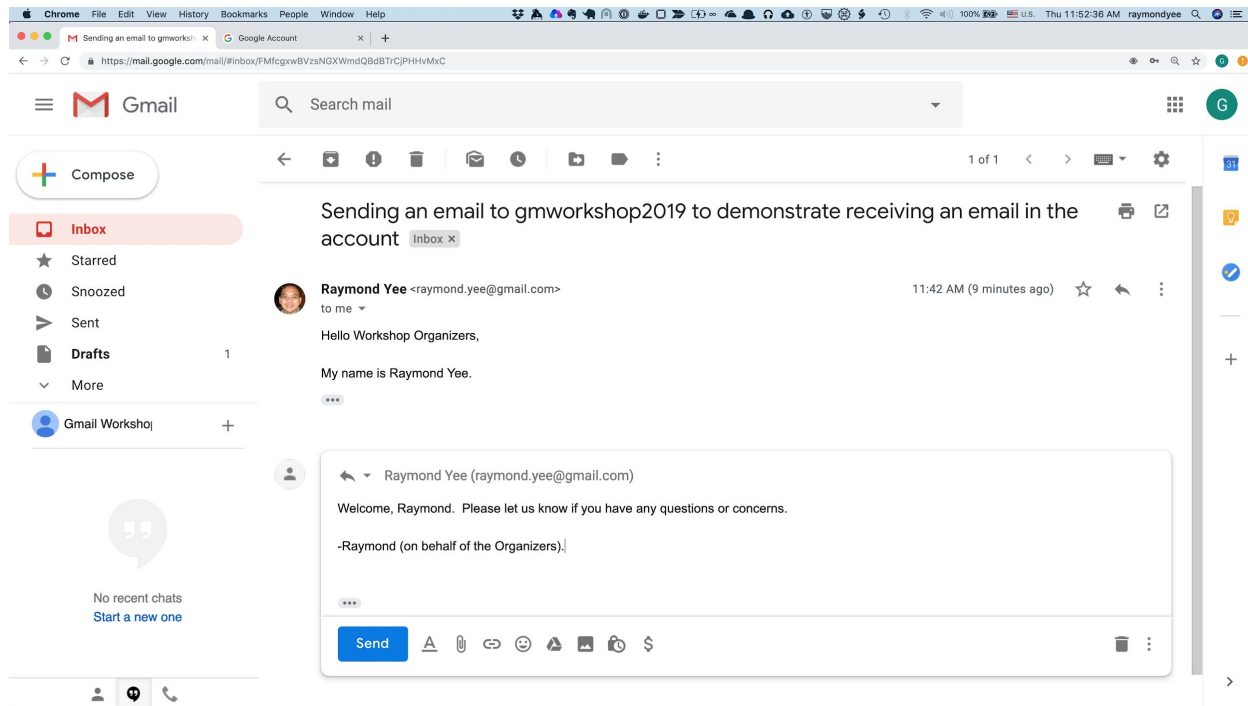 Chrome File Edit View History Bookmarks People Window Help 100% U.S. Thu 11:52:36 AM raymondyee
Sending an email to gmworksh Google Account
https://mail.google.com/mail/#inbox/FMfcgxwBVzsNGXWmdQBdBTrCjPHHvMxC G
Gmail Search mail G
Compose 1 of 1 31
Sending an email to gmworkshop2019 to demonstrate receiving an email in the
account Inbox ×
Inbox
Starred
Snoozed
Sent
Drafts 1
More
Gmail Workshop
No recent chats
Start a new one
Raymond Yee <raymond.yee@gmail.com> 11:42 AM (9 minutes ago)
to me
Hello Workshop Organizers,
My name is Raymond Yee.
Raymond Yee (raymond.yee@gmail.com)
Welcome, Raymond.  Please let us know if you have any questions or concerns.
-Raymond (on behalf of the Organizers).
Send A $